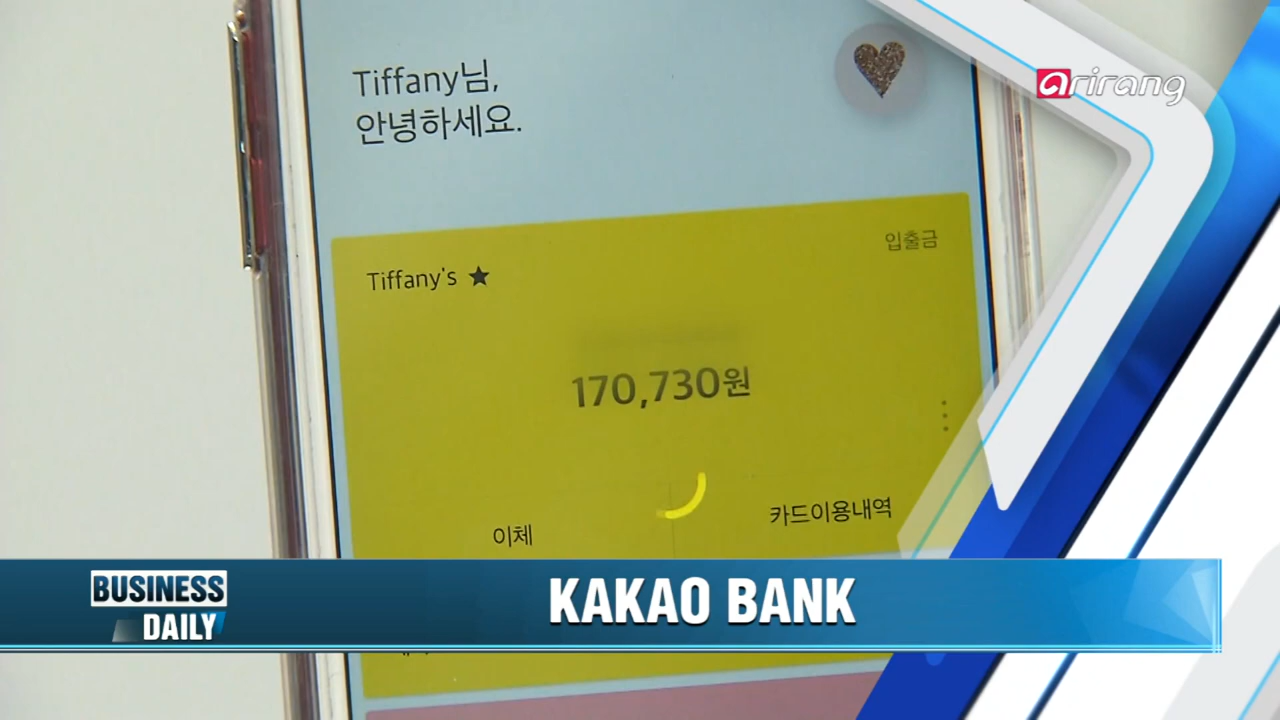 Tiffany님,
안녕하세요.
arirang
입출금
Tiffany's ★
170,730원
이체
카드이용내역
BUSINESS
DAILY
KAKAO BANK